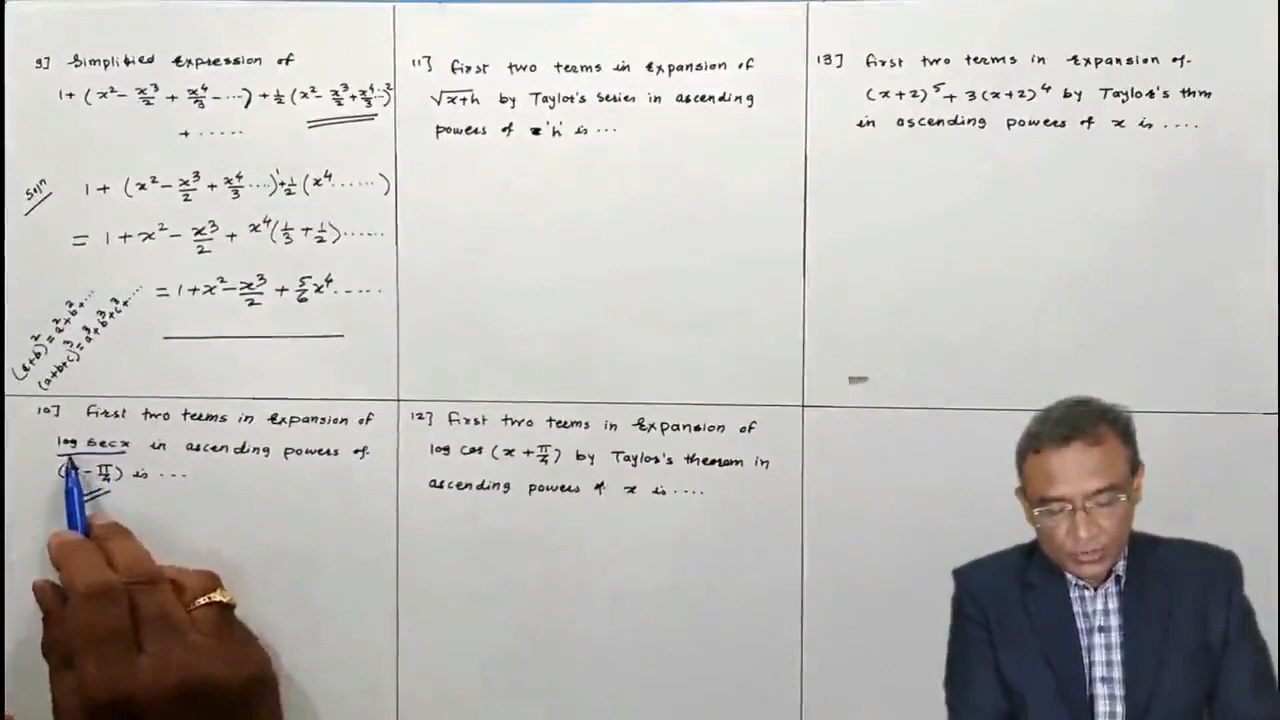 9] Simplified Expression of
1 + (x² - x³/2 + x⁴/3 - ...) + 1/2 (x² - x³/2 + x⁴/3 ...)²
+ ......
Soln
1 + (x² - x³/2 + x⁴/3 ....)¹ + 1/2 (x⁴ ......)
= 1 + x² - x³/2 + x⁴(1/3 + 1/2) ......
= 1 + x² - x³/2 + 5/6 x⁴ .....
(a+b)² = a² + b² + ...
(a+b+c)³ = a³ + b³ + c³ + ...
10] First two terms in expansion of
log sec x in ascending powers of
- π/4) is ...
11] First two terms in Expansion of
√x+h by Taylor's series in ascending
powers of 'h' is ...
12] First two terms in Expansion of
log cos (x + π/4) by Taylor's theorem in
ascending powers of x is ....
13] First two terms in Expansion of
(x+2)⁵ + 3(x+2)⁴ by Taylor's thm
in ascending powers of x is ....